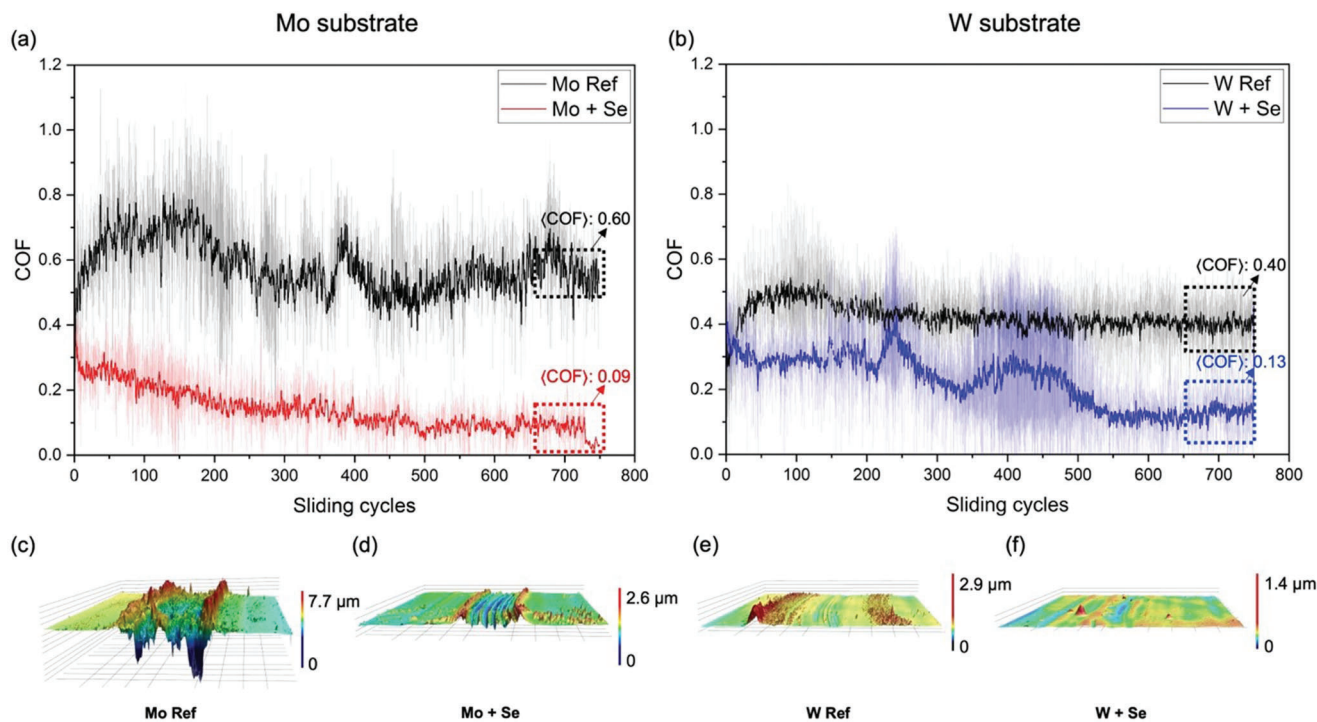 Mo substrate
W substrate
(a)
(b)
1.2
1.0
0.8
0.6
0.4
0.2
0.0
COF
Mo Ref
Mo + Se
⟨COF⟩: 0.60
⟨COF⟩: 0.09
0 100 200 300 400 500 600 700 800
Sliding cycles
1.2
1.0
0.8
0.6
0.4
0.2
0.0
COF
W Ref
W + Se
⟨COF⟩: 0.40
⟨COF⟩: 0.13
0 100 200 300 400 500 600 700 800
Sliding cycles
(c)
7.7 μm
0
Mo Ref
(d)
2.6 μm
0
Mo + Se
(e)
2.9 μm
0
W Ref
(f)
1.4 μm
0
W + Se